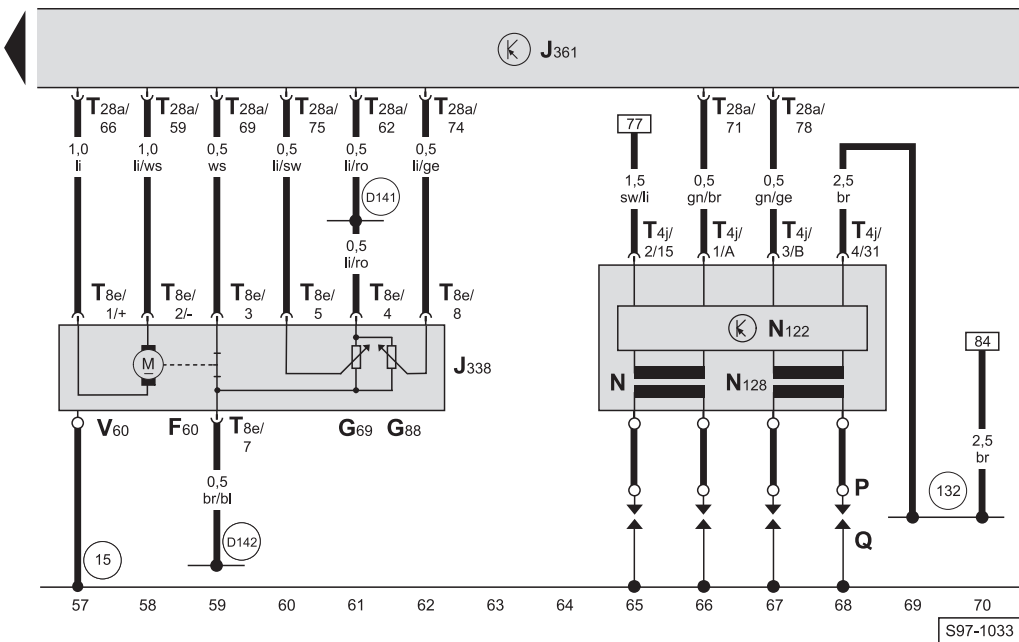 J361
T28a/ T28a/ T28a/ T28a/ T28a/ T28a/ T28a/ T28a/
66 59 69 75 62 74 71 78
77
1,0 1,0 0,5 0,5 0,5 0,5 1,5 0,5 0,5 2,5
li li/ws ws li/sw li/ro li/ge sw/li gn/br gn/ge br
D141
0,5
li/ro
T4j/ T4j/ T4j/ T4j/
2/15 1/A 3/B 4/31
T8e/ T8e/ T8e/ T8e/ T8e/ T8e/
1/+ 2/- 3 5 4 8
N122
84
M
J338
N N128
V60 F60 T8e/ G69 G88
7
0,5
br/bl
2,5
br
P
132
Q
D142
15
57 58 59 60 61 62 63 64 65 66 67 68 69 70
S97-1033